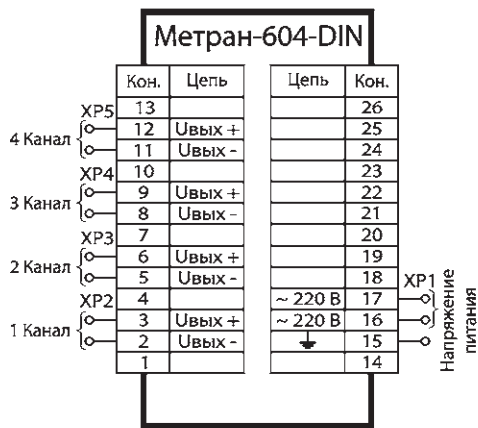 Метран-604-DIN
Кон. Цепь Цепь Кон.
XP5 13 26
4 Канал 12 Uвых + 25
11 Uвых - 24
XP4 10 23
3 Канал 9 Uвых + 22
8 Uвых - 21
XP3 7 20
2 Канал 6 Uвых + 19
5 Uвых - 18 XP1
XP2 4 ~ 220 В 17
1 Канал 3 Uвых + ~ 220 В 16
2 Uвых - 15
1 14
Напряжение
питания